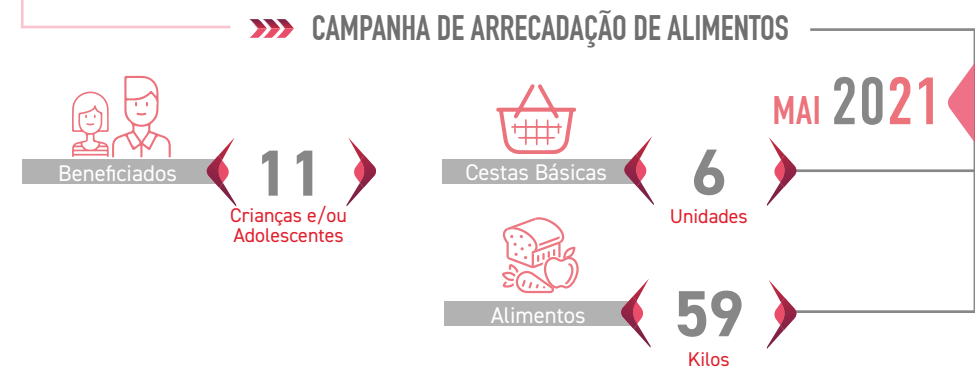 CAMPANHA DE ARRECADAÇÃO DE ALIMENTOS
MAI 2021
Beneficiados
11
Crianças e/ou
Adolescentes
Cestas Básicas
6
Unidades
Alimentos
59
Kilos